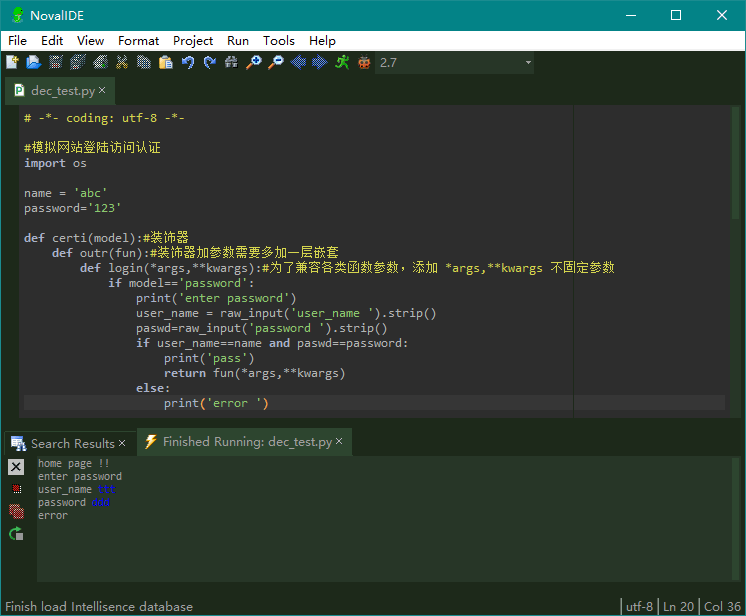 NovalIDE
File Edit View Format Project Run Tools Help
2.7
dec_test.py
# -*- coding: utf-8 -*-
#模拟网站登陆访问认证
import os
name = 'abc'
password='123'
def certi(model):#装饰器
def outr(fun):#装饰器加参数需要多加一层嵌套
def login(*args,**kwargs):#为了兼容各类函数参数，添加 *args,**kwargs 不固定参数
if model=='password':
print('enter password')
user_name = raw_input('user_name ').strip()
paswd=raw_input('password ').strip()
if user_name==name and paswd==password:
print('pass')
return fun(*args,**kwargs)
else:
print('error ')
Search Results Finished Running: dec_test.py
home page !!
enter password
user_name ttt
password
error
Finish load Intellisence database utf-8 Ln 20 Col 36